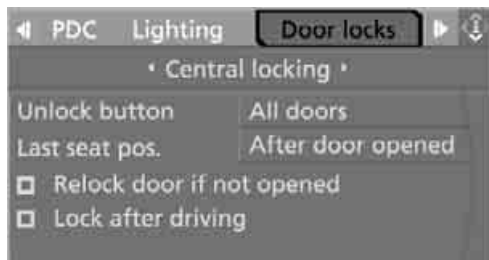 PDC Lighting Door locks
• Central locking •
Unlock button All doors
Last seat pos. After door opened
Relock door if not opened
Lock after driving